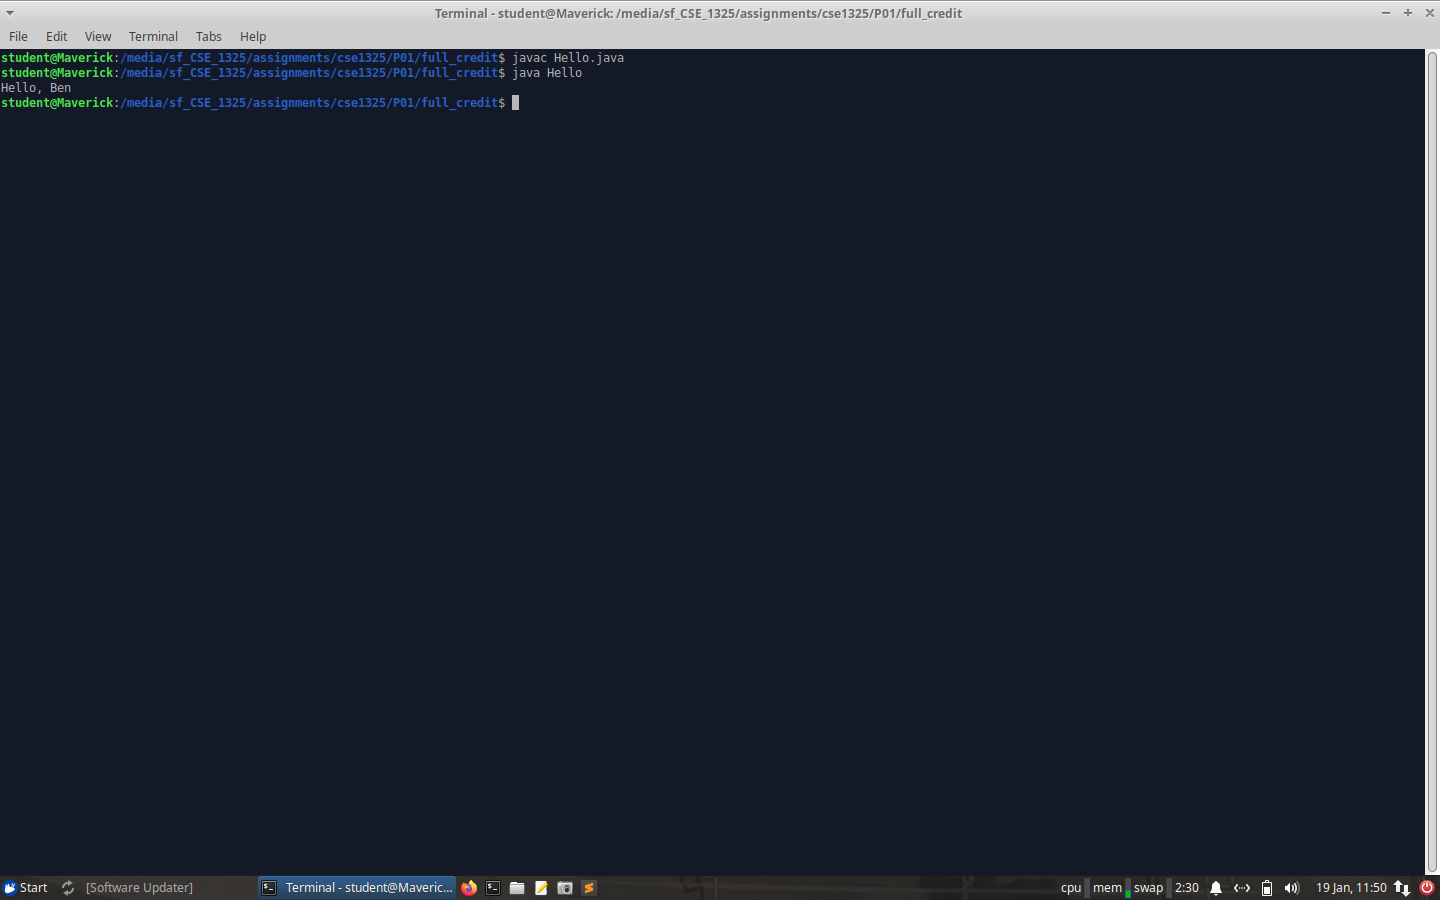 Terminal - student@Maverick: /media/sf_CSE_1325/assignments/cse1325/P01/full_credit
File Edit View Terminal Tabs Help
student@Maverick:/media/sf_CSE_1325/assignments/cse1325/P01/full_credit$ javac Hello.java
student@Maverick:/media/sf_CSE_1325/assignments/cse1325/P01/full_credit$ java Hello
Hello, Ben
student@Maverick:/media/sf_CSE_1325/assignments/cse1325/P01/full_credit$
Start [Software Updater] Terminal - student@Maveric... cpu mem swap 2:30 19 Jan, 11:50